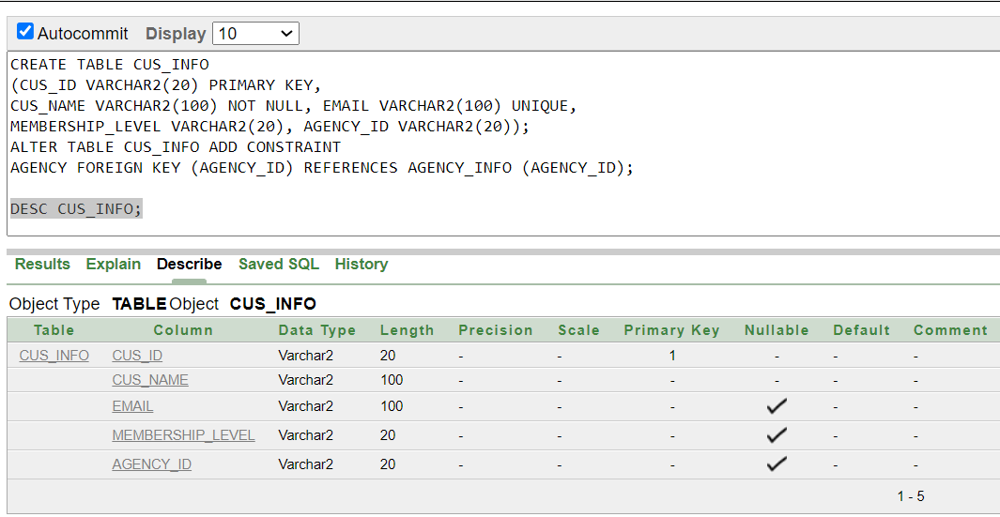 Autocommit Display 10
CREATE TABLE CUS_INFO
(CUS_ID VARCHAR2(20) PRIMARY KEY,
CUS_NAME VARCHAR2(100) NOT NULL, EMAIL VARCHAR2(100) UNIQUE,
MEMBERSHIP_LEVEL VARCHAR2(20), AGENCY_ID VARCHAR2(20));
ALTER TABLE CUS_INFO ADD CONSTRAINT
AGENCY FOREIGN KEY (AGENCY_ID) REFERENCES AGENCY_INFO (AGENCY_ID);
DESC CUS_INFO;
Results Explain Describe Saved SQL History
Object Type TABLE Object CUS_INFO
Table Column Data Type Length Precision Scale Primary Key Nullable Default Comment
CUS_INFO CUS_ID Varchar2 20 - - 1 - - -
CUS_NAME Varchar2 100 - - - - - -
EMAIL Varchar2 100 - - - ✓ - -
MEMBERSHIP_LEVEL Varchar2 20 - - - ✓ - -
AGENCY_ID Varchar2 20 - - - ✓ - -
1 - 5